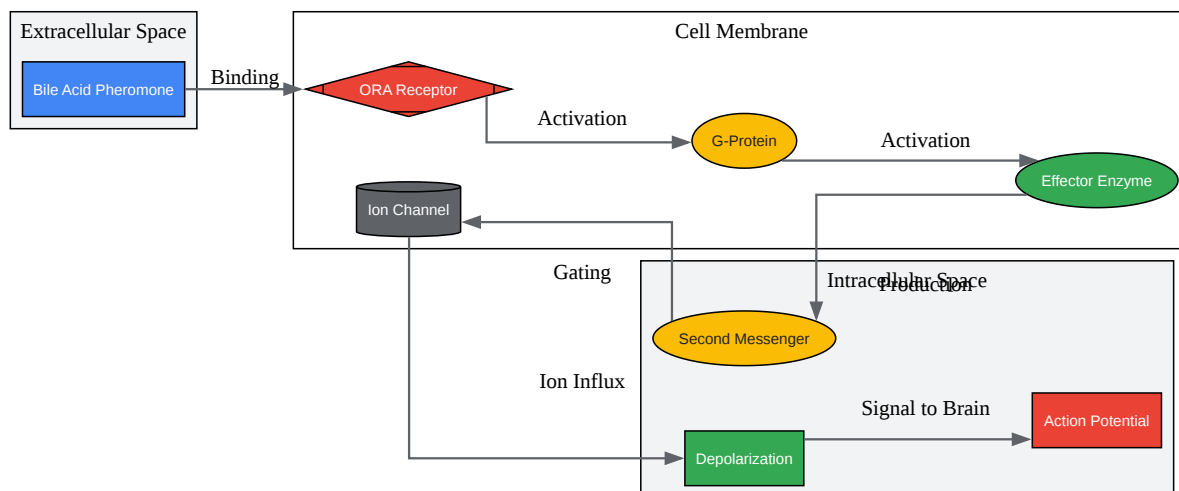 Extracellular Space
Cell Membrane
Bile Acid Pheromone
Binding
ORA Receptor
Activation
G-Protein
Activation
Effector Enzyme
Ion Channel
Gating
Intracellular Space
Production
Second Messenger
Ion Influx
Signal to Brain
Action Potential
Depolarization